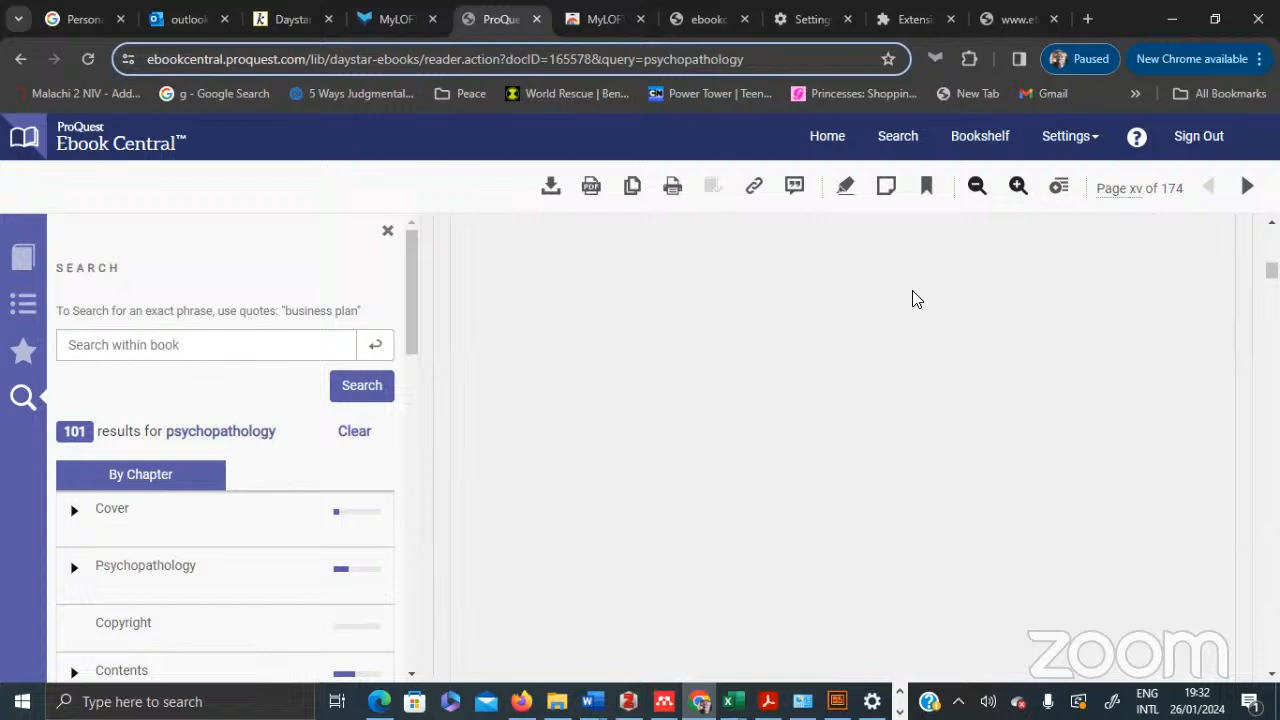 Person
outlook
Daystar
MyLOFT
ProQue
MyLOFT
ebookc
Setting
Extensi
www.e
ebookcentral.proquest.com/lib/daystar-ebooks/reader.action?docID=165578&query=psychopathology
Paused
New Chrome available
Malachi 2 NIV - Add...
g - Google Search
5 Ways Judgmental...
Peace
World Rescue | Ben...
Power Tower | Teen...
Princesses: Shoppin...
New Tab
Gmail
»
All Bookmarks
ProQuest
Ebook Central™
Home
Search
Bookshelf
Settings
Sign Out
PDF
Page xv of 174
SEARCH
To Search for an exact phrase, use quotes: "business plan"
Search within book
Search
101 results for psychopathology
Clear
By Chapter
Cover
Psychopathology
Copyright
Contents
zoom
Type here to search
ENG
INTL
19:32
26/01/2024
1